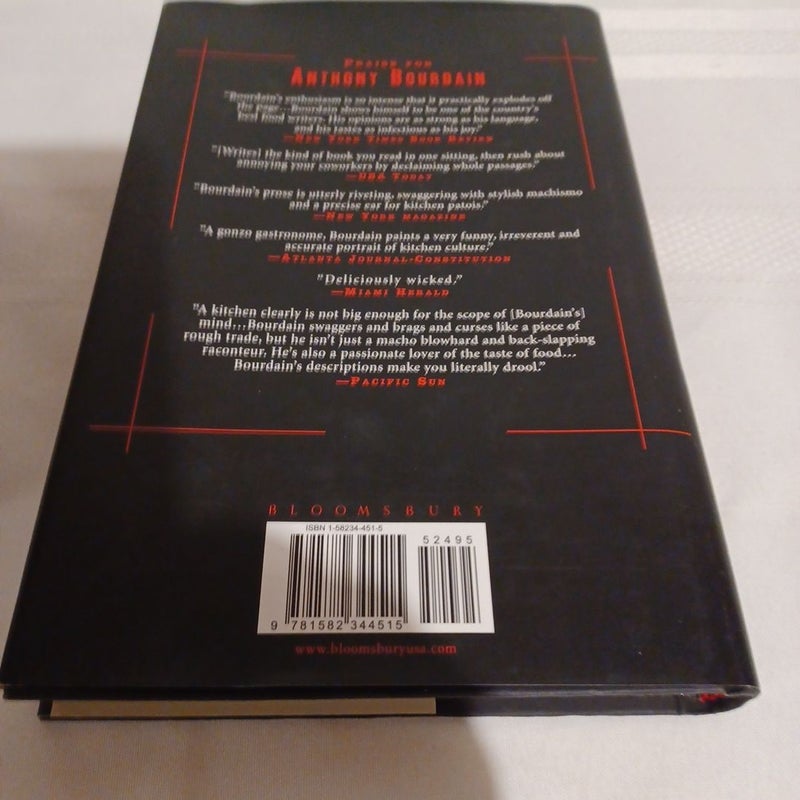 Praise for
Anthony Bourdain
"Bourdain's enthusiasm is so intense that it practically explodes off
the page...Bourdain shows himself to be one of the country's
best food writers. His opinions are as strong as his language,
and his tastes as infectious as his joy."
—New York Times Book Review
"[Writes] the kind of book you read in one sitting, then rush about
annoying your coworkers by declaiming whole passages."
—USA Today
"Bourdain's prose is utterly riveting, swaggering with stylish machismo
and a precise ear for kitchen patois."
—New York magazine
"A gonzo gastronome, Bourdain paints a very funny, irreverent and
accurate portrait of kitchen culture."
—Atlanta Journal-Constitution
"Deliciously wicked."
—Miami Herald
"A kitchen clearly is not big enough for the scope of [Bourdain's]
mind...Bourdain swaggers and brags and curses like a piece of
rough trade, but he isn't just a macho blowhard and back-slapping
raconteur. He's also a passionate lover of the taste of food...
Bourdain's descriptions make you literally drool."
—Pacific Sun
BLOOMSBURY
ISBN 1-58234-451-5
52495
9 781582 344515
www.bloomsburyusa.com